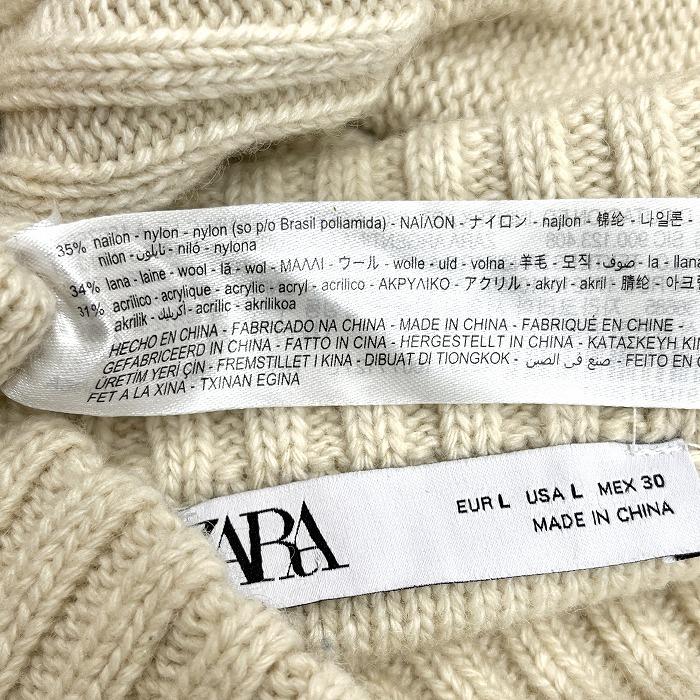 35% nailon - nylon - nylon (so p/o Brasil poliamida) - ΝΑΪΛΟΝ - ナイロン - najlon - 锦纶 - 나일론 -
nilon - نايلون - niló - nylona
34% lana - laine - wool - lã - wol - ΜΑΛΛΙ - ウール - wolle - uld - volna - 羊毛 - 모직 - صوف - la - llana
31% acrílico - acrylique - acrylic - acryl - acrilico - ΑΚΡΥΛΙΚΟ - アクリル - akryl - akril - 腈纶 - 아크릴
akrilik - أكريليك - acrilic - akrilikoa
HECHO EN CHINA - FABRICADO NA CHINA - MADE IN CHINA - FABRIQUÉ EN CHINE -
GEFABRICEERD IN CHINA - FATTO IN CINA - HERGESTELLT IN CHINA - ΚΑΤΑΣΚΕΥΗ
ÜRETİM YERİ ÇİN - FREMSTILLET I KINA - DIBUAT DI TIONGKOK - صنع في الصين - FEITO EN
FET A LA XINA - TXINAN EGINA
ZARA
EUR L USA L MEX 30
MADE IN CHINA